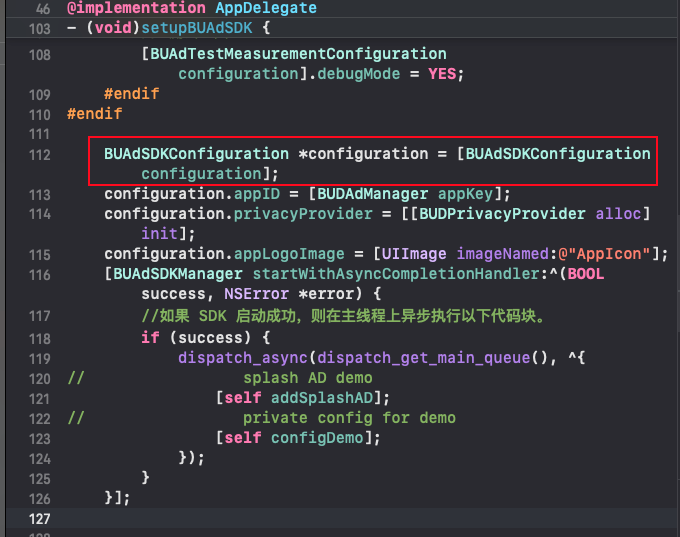 46 @implementation AppDelegate
103 - (void)setupBUAdSDK {
108 [BUAdTestMeasurementConfiguration
configuration].debugMode = YES;
109 #endif
110 #endif
111
112 BUAdSDKConfiguration *configuration = [BUAdSDKConfiguration
configuration];
113 configuration.appID = [BUDAdManager appKey];
114 configuration.privacyProvider = [[BUDPrivacyProvider alloc]
init];
115 configuration.appLogoImage = [UIImage imageNamed:@"AppIcon"];
116 [BUAdSDKManager startWithAsyncCompletionHandler:^(BOOL
success, NSError *error) {
117 //如果 SDK 启动成功，则在主线程上异步执行以下代码块。
118 if (success) {
119 dispatch_async(dispatch_get_main_queue(), ^{
120 // splash AD demo
121 [self addSplashAD];
122 // private config for demo
123 [self configDemo];
124 });
125 }
126 }];
127